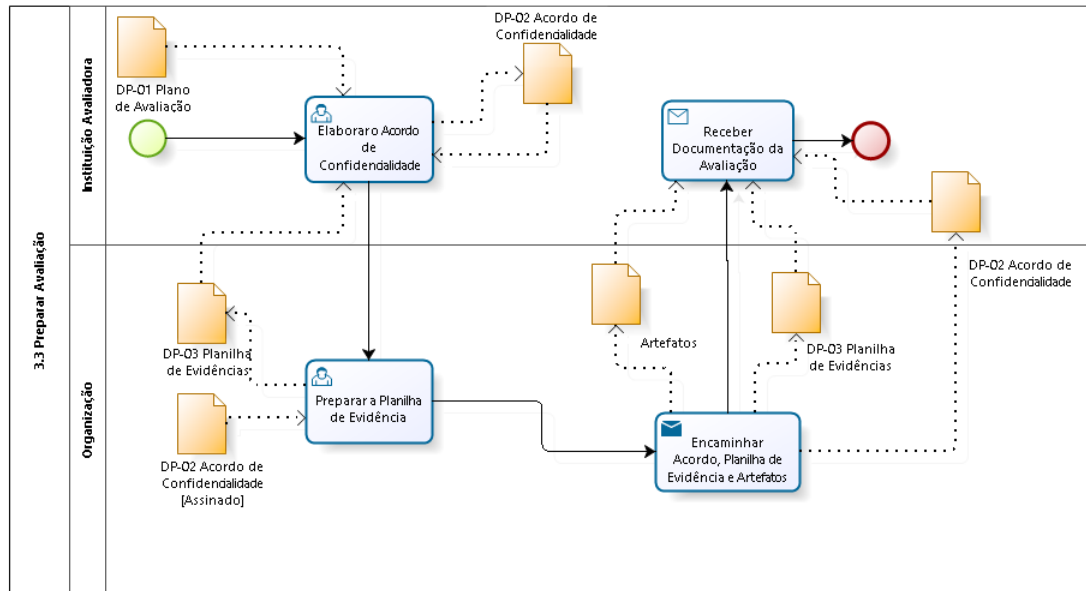 3.3 Preparar Avaliação
Instituição Avaliadora
DP-01 Plano
de Avaliação
Elaboraro Acordo
de
Confidencialidade
DP-02 Acordo de
Confidencialidade
Receber
Documentação da
Avaliação
DP-02 Acordo de
Confidencialidade
Organização
DP-03 Planilha
de Evidências
Preparar a Planilha
de Evidência
DP-02 Acordo de
Confidencialidade
[Assinado]
Artefatos
DP-03 Planilha
de Evidências
Encaminhar
Acordo, Planilha de
Evidência e Artefatos